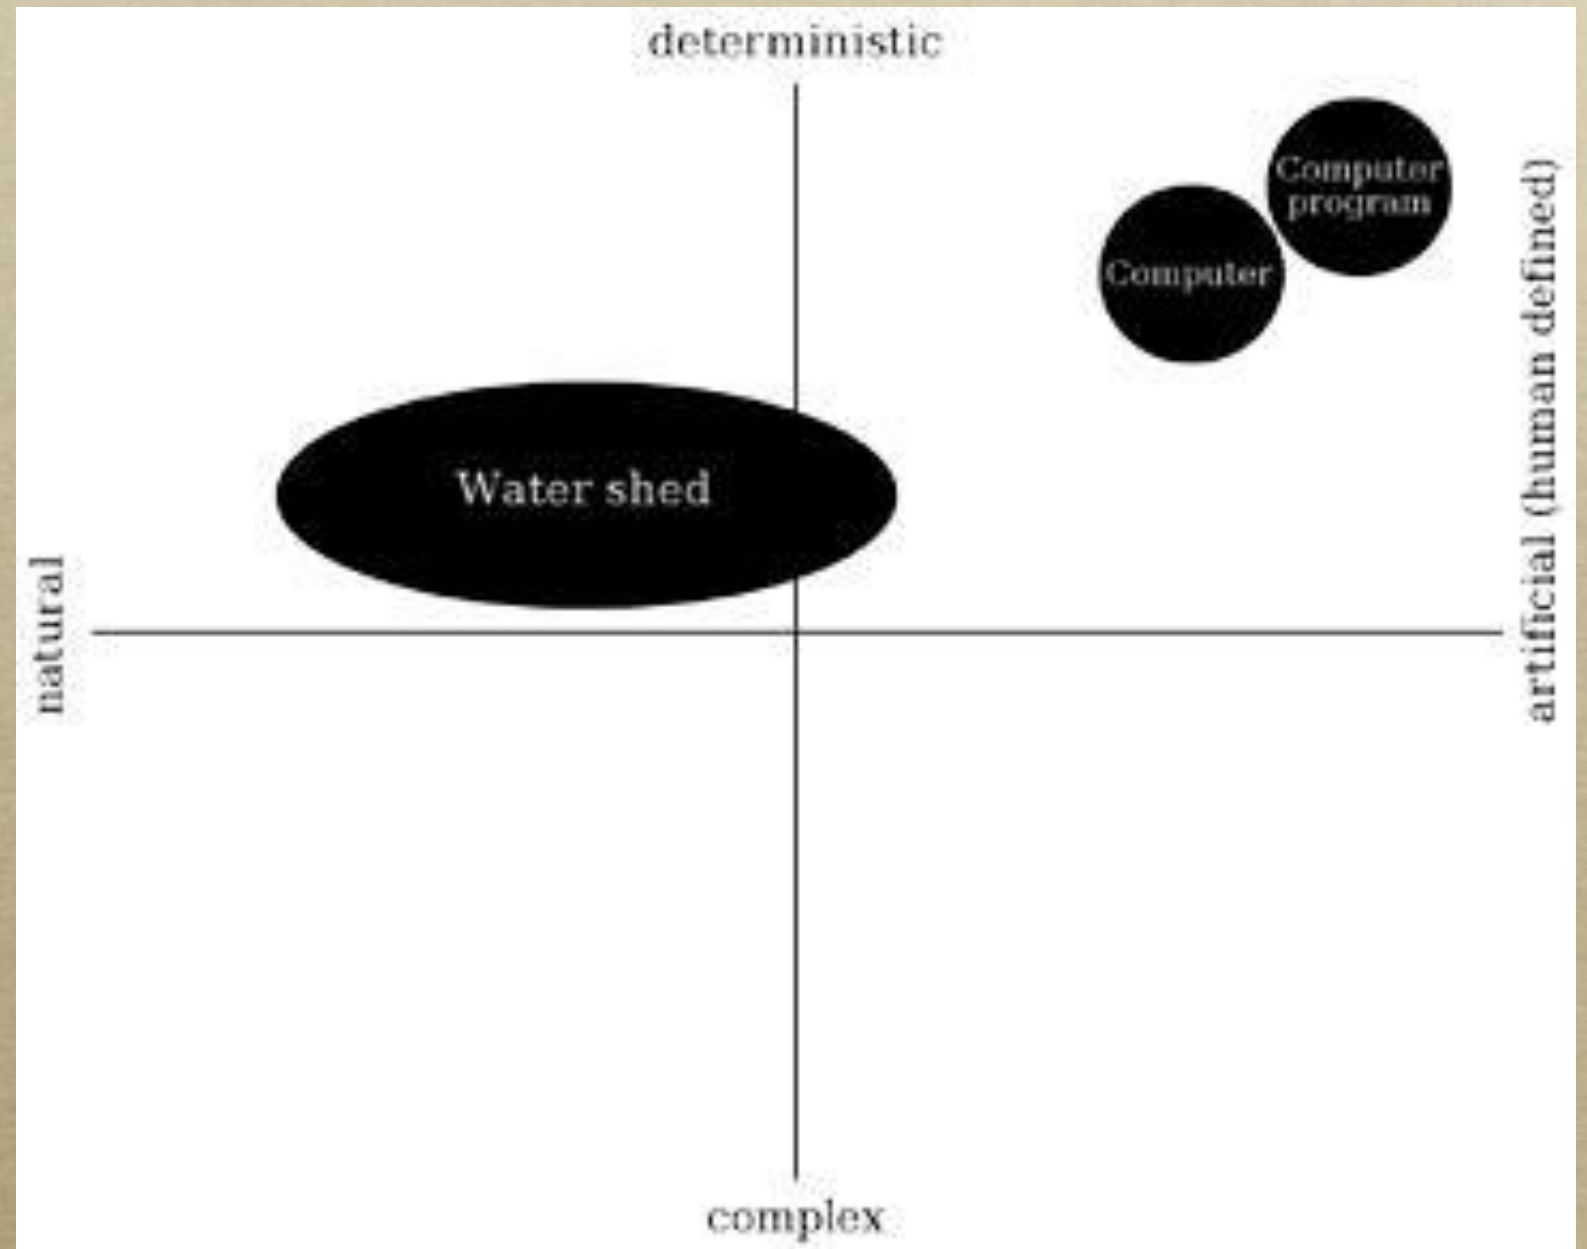 deterministic
Computer
program
Computer
Water shed
natural
artificial (human defined)
complex